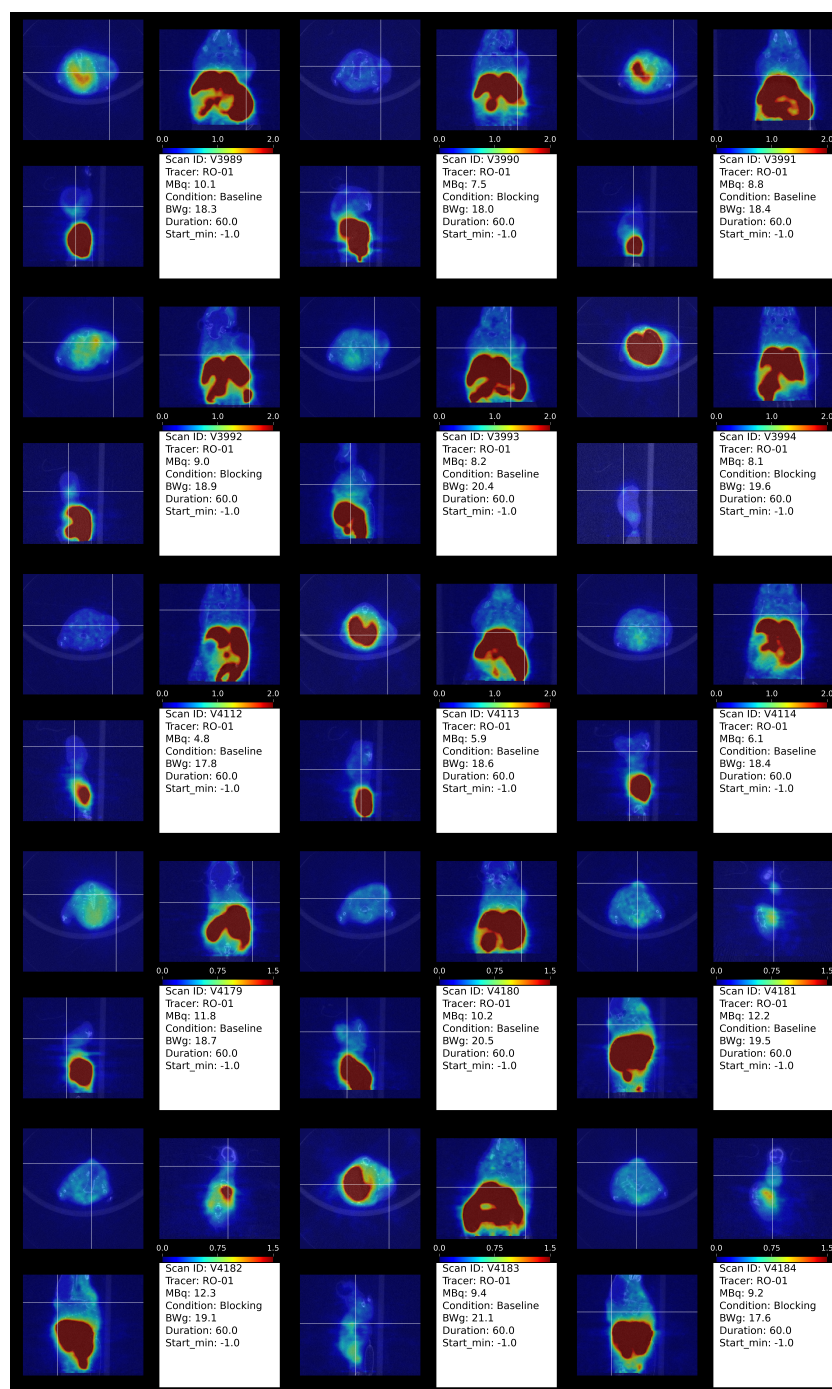 0.0 1.0 2.0
Scan ID: V3989
Tracer: RO-01
MBq: 10.1
Condition: Baseline
BWg: 18.3
Duration: 60.0
Start_min: -1.0
0.0 1.0 2.0
Scan ID: V3990
Tracer: RO-01
MBq: 7.5
Condition: Blocking
BWg: 18.0
Duration: 60.0
Start_min: -1.0
0.0 1.0 2.0
Scan ID: V3991
Tracer: RO-01
MBq: 8.8
Condition: Baseline
BWg: 18.4
Duration: 60.0
Start_min: -1.0
0.0 1.0 2.0
Scan ID: V3992
Tracer: RO-01
MBq: 9.0
Condition: Blocking
BWg: 18.9
Duration: 60.0
Start_min: -1.0
0.0 1.0 2.0
Scan ID: V3993
Tracer: RO-01
MBq: 8.2
Condition: Baseline
BWg: 20.4
Duration: 60.0
Start_min: -1.0
0.0 1.0 2.0
Scan ID: V3994
Tracer: RO-01
MBq: 8.1
Condition: Blocking
BWg: 19.6
Duration: 60.0
Start_min: -1.0
0.0 1.0 2.0
Scan ID: V4112
Tracer: RO-01
MBq: 4.8
Condition: Baseline
BWg: 17.8
Duration: 60.0
Start_min: -1.0
0.0 1.0 2.0
Scan ID: V4113
Tracer: RO-01
MBq: 5.9
Condition: Baseline
BWg: 18.6
Duration: 60.0
Start_min: -1.0
0.0 1.0 2.0
Scan ID: V4114
Tracer: RO-01
MBq: 6.1
Condition: Baseline
BWg: 18.4
Duration: 60.0
Start_min: -1.0
0.0 0.75 1.5
Scan ID: V4179
Tracer: RO-01
MBq: 11.8
Condition: Baseline
BWg: 18.7
Duration: 60.0
Start_min: -1.0
0.0 0.75 1.5
Scan ID: V4180
Tracer: RO-01
MBq: 10.2
Condition: Baseline
BWg: 20.5
Duration: 60.0
Start_min: -1.0
0.0 0.75 1.5
Scan ID: V4181
Tracer: RO-01
MBq: 12.2
Condition: Baseline
BWg: 19.5
Duration: 60.0
Start_min: -1.0
0.0 0.75 1.5
Scan ID: V4182
Tracer: RO-01
MBq: 12.3
Condition: Blocking
BWg: 19.1
Duration: 60.0
Start_min: -1.0
0.0 0.75 1.5
Scan ID: V4183
Tracer: RO-01
MBq: 9.4
Condition: Baseline
BWg: 21.1
Duration: 60.0
Start_min: -1.0
0.0 0.75 1.5
Scan ID: V4184
Tracer: RO-01
MBq: 9.2
Condition: Blocking
BWg: 17.6
Duration: 60.0
Start_min: -1.0